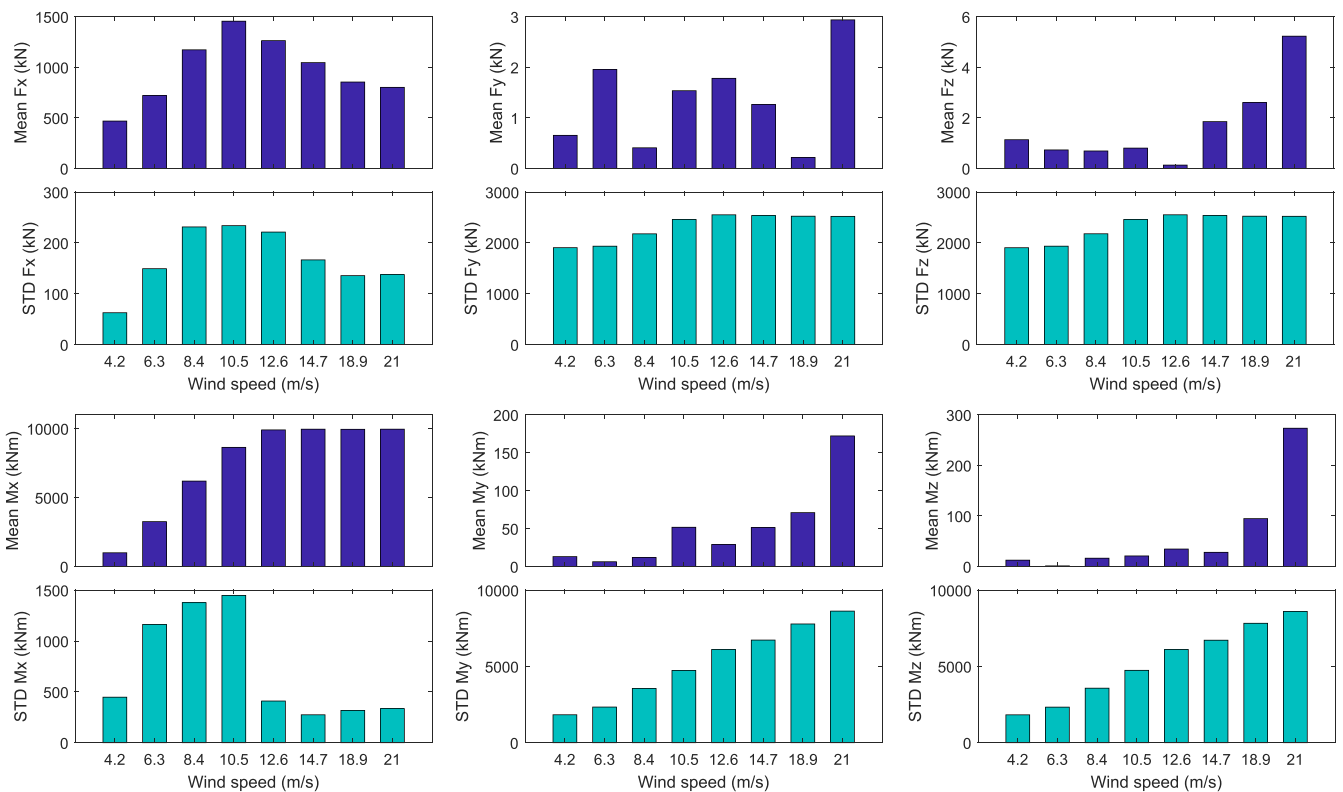 Mean Fx (kN)
1500
1000
500
0
Mean Fy (kN)
3
2
1
0
Mean Fz (kN)
6
4
2
0
STD Fx (kN)
300
200
100
0
4.2 6.3 8.4 10.5 12.6 14.7 18.9 21
Wind speed (m/s)
STD Fy (kN)
3000
2000
1000
0
4.2 6.3 8.4 10.5 12.6 14.7 18.9 21
Wind speed (m/s)
STD Fz (kN)
3000
2000
1000
0
4.2 6.3 8.4 10.5 12.6 14.7 18.9 21
Wind speed (m/s)
Mean Mx (kNm)
10000
5000
0
Mean My (kNm)
200
150
100
50
0
Mean Mz (kNm)
300
200
100
0
STD Mx (kNm)
1500
1000
500
0
4.2 6.3 8.4 10.5 12.6 14.7 18.9 21
Wind speed (m/s)
STD My (kNm)
10000
5000
0
4.2 6.3 8.4 10.5 12.6 14.7 18.9 21
Wind speed (m/s)
STD Mz (kNm)
10000
5000
0
4.2 6.3 8.4 10.5 12.6 14.7 18.9 21
Wind speed (m/s)